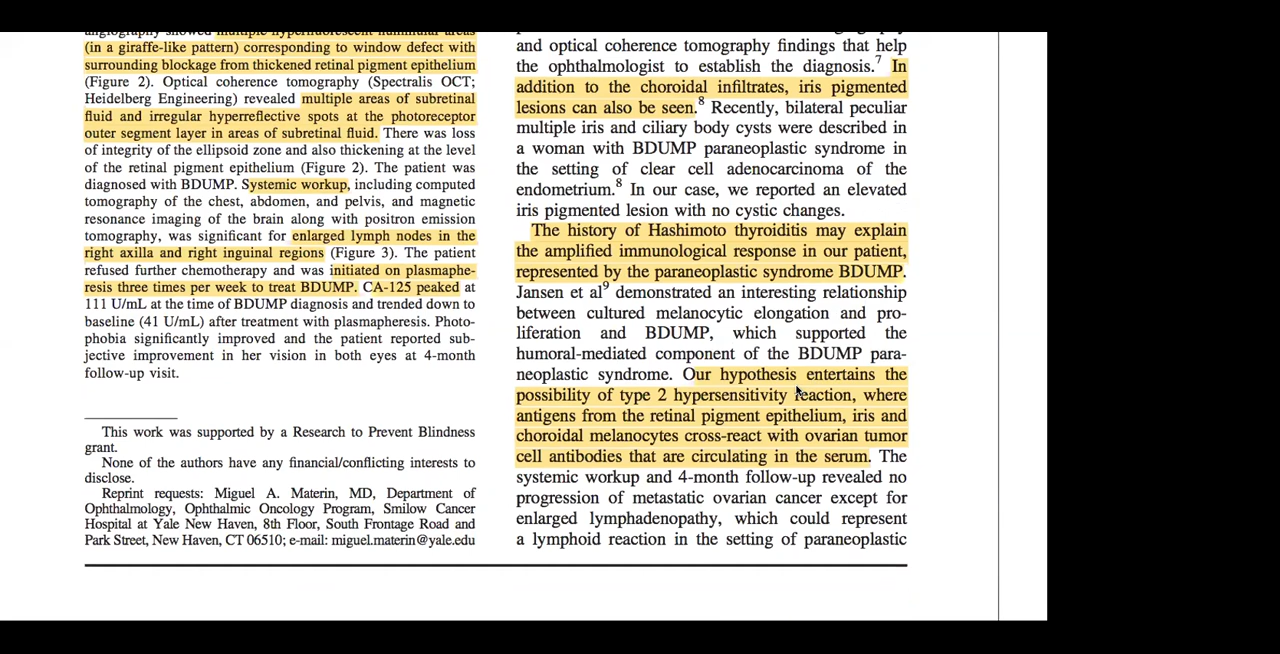 angiography showed multiple hyperfluorescent nummular areas
(in a giraffe-like pattern) corresponding to window defect with
surrounding blockage from thickened retinal pigment epithelium
(Figure 2). Optical coherence tomography (Spectralis OCT;
Heidelberg Engineering) revealed multiple areas of subretinal
fluid and irregular hyperreflective spots at the photoreceptor
outer segment layer in areas of subretinal fluid. There was loss
of integrity of the ellipsoid zone and also thickening at the level
of the retinal pigment epithelium (Figure 2). The patient was
diagnosed with BDUMP. Systemic workup, including computed
tomography of the chest, abdomen, and pelvis, and magnetic
resonance imaging of the brain along with positron emission
tomography, was significant for enlarged lymph nodes in the
right axilla and right inguinal regions (Figure 3). The patient
refused further chemotherapy and was initiated on plasmaphe-
resis three times per week to treat BDUMP. CA-125 peaked at
111 U/mL at the time of BDUMP diagnosis and trended down to
baseline (41 U/mL) after treatment with plasmapheresis. Photo-
phobia significantly improved and the patient reported sub-
jective improvement in her vision in both eyes at 4-month
follow-up visit.
This work was supported by a Research to Prevent Blindness
grant.
None of the authors have any financial/conflicting interests to
disclose.
Reprint requests: Miguel A. Materin, MD, Department of
Ophthalmology, Ophthalmic Oncology Program, Smilow Cancer
Hospital at Yale New Haven, 8th Floor, South Frontage Road and
Park Street, New Haven, CT 06510; e-mail: miguel.materin@yale.edu
and optical coherence tomography findings that help
the ophthalmologist to establish the diagnosis.7 In
addition to the choroidal infiltrates, iris pigmented
lesions can also be seen.8 Recently, bilateral peculiar
multiple iris and ciliary body cysts were described in
a woman with BDUMP paraneoplastic syndrome in
the setting of clear cell adenocarcinoma of the
endometrium.8 In our case, we reported an elevated
iris pigmented lesion with no cystic changes.
The history of Hashimoto thyroiditis may explain
the amplified immunological response in our patient,
represented by the paraneoplastic syndrome BDUMP.
Jansen et al9 demonstrated an interesting relationship
between cultured melanocytic elongation and pro-
liferation and BDUMP, which supported the
humoral-mediated component of the BDUMP para-
neoplastic syndrome. Our hypothesis entertains the
possibility of type 2 hypersensitivity reaction, where
antigens from the retinal pigment epithelium, iris and
choroidal melanocytes cross-react with ovarian tumor
cell antibodies that are circulating in the serum. The
systemic workup and 4-month follow-up revealed no
progression of metastatic ovarian cancer except for
enlarged lymphadenopathy, which could represent
a lymphoid reaction in the setting of paraneoplastic